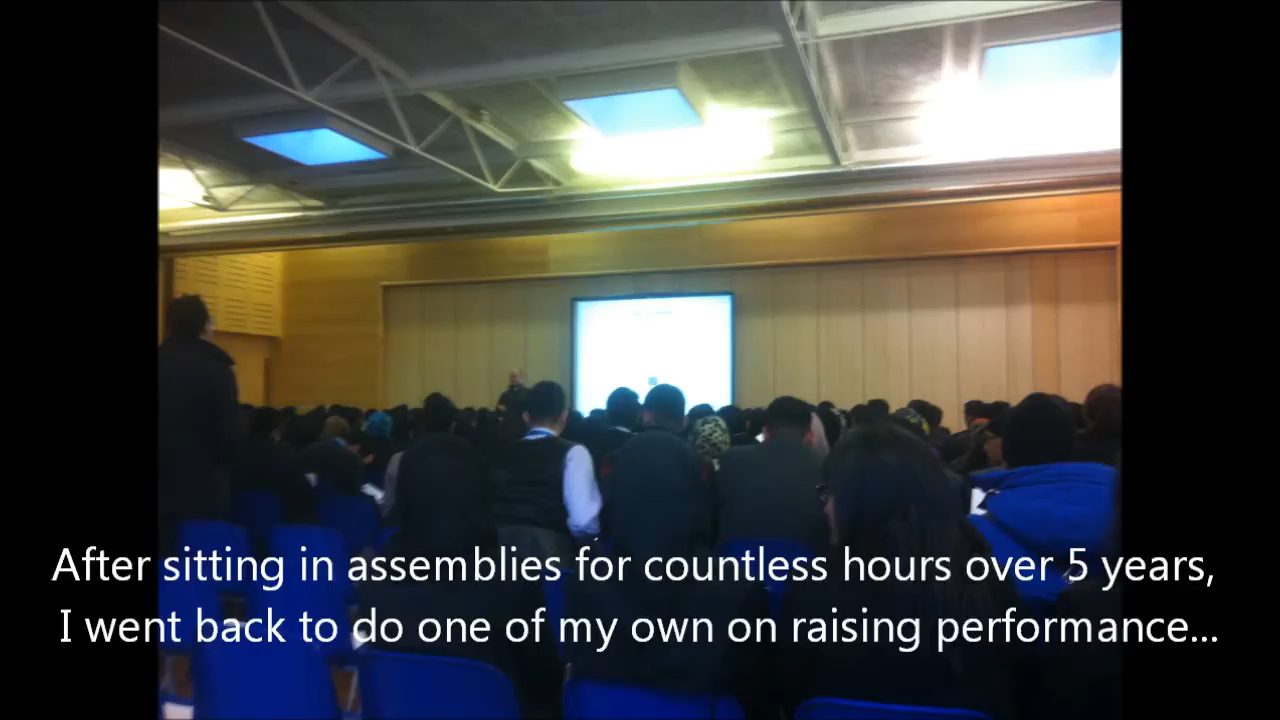 After sitting in assemblies for countless hours over 5 years,
I went back to do one of my own on raising performance...